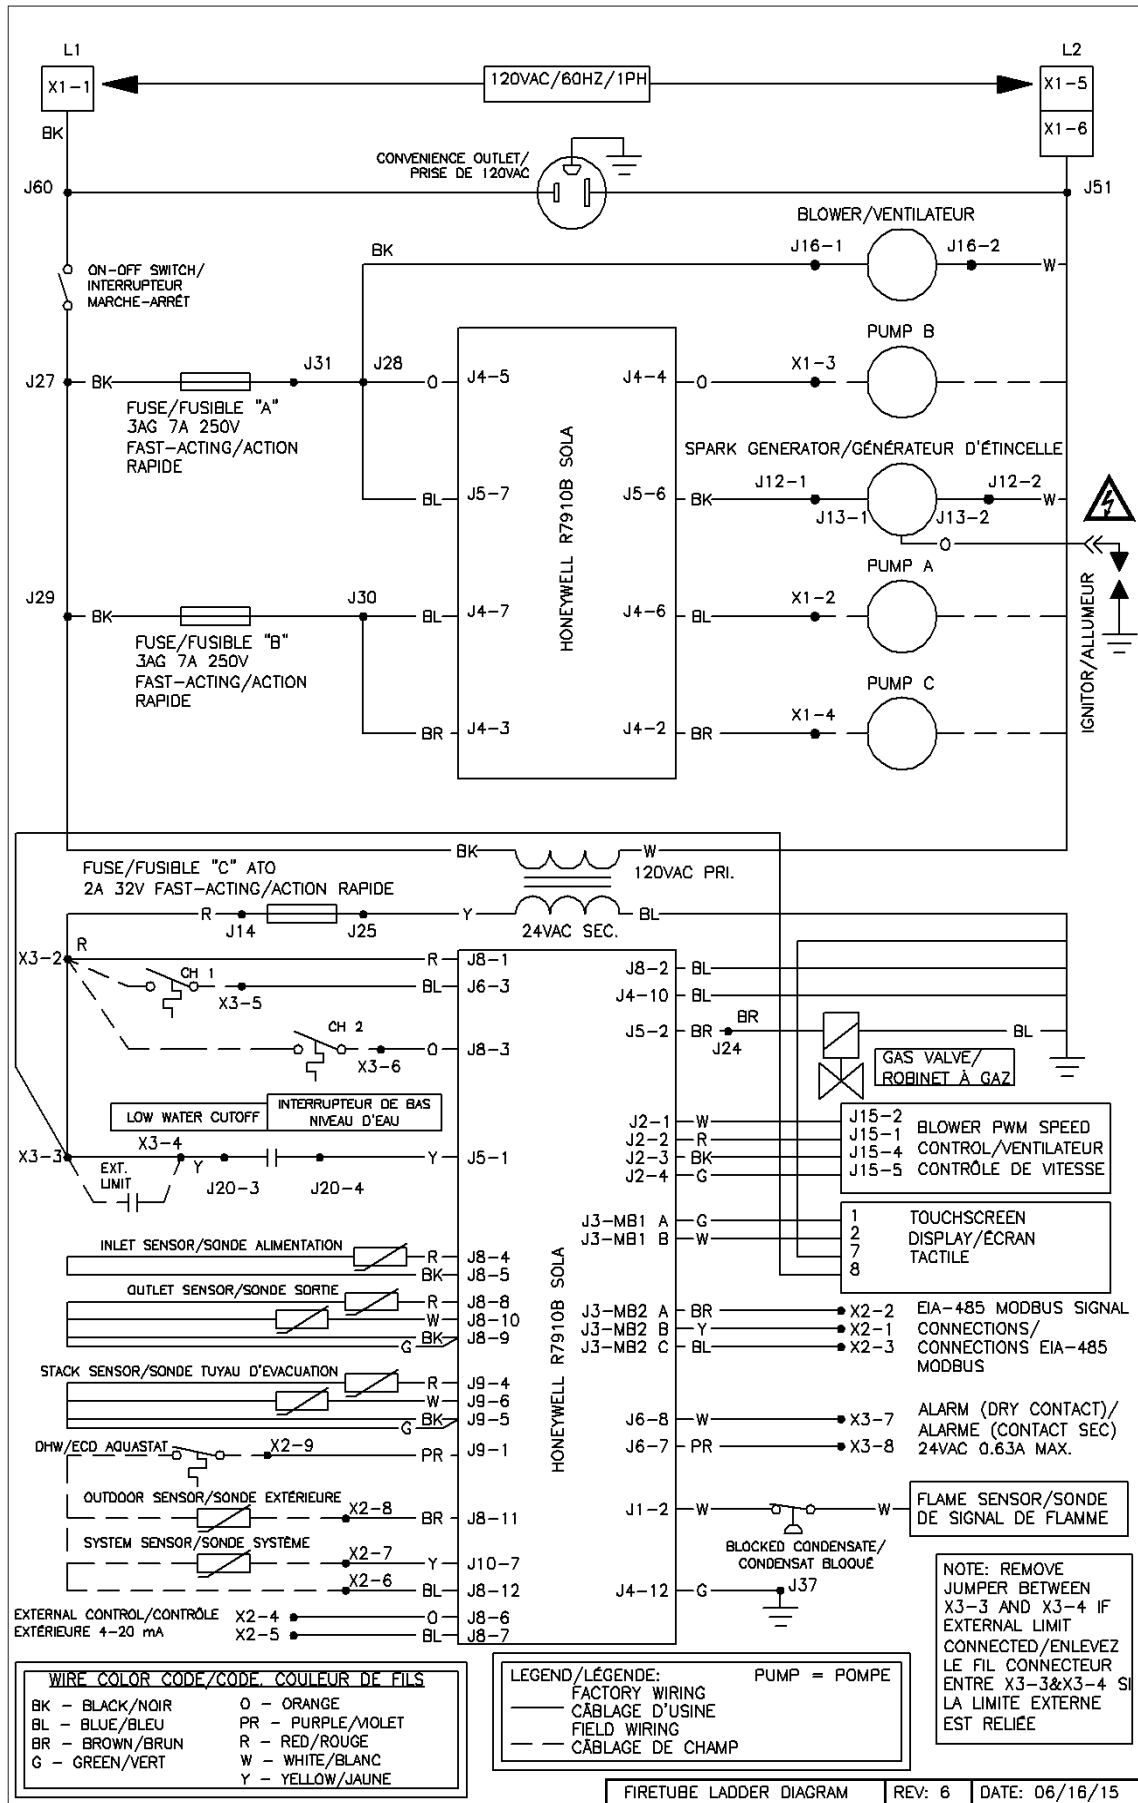 L1
L2
X1-1
120VAC/60HZ/1PH
X1-5
X1-6
BK
CONVENIENCE OUTLET/
PRISE DE 120VAC
J60
J51
BLOWER/VENTILATEUR
BK
J16-1
J16-2
W
ON-OFF SWITCH/
INTERRUPTEUR
MARCHE-ARRÊT
PUMP B
J27
BK
J31
J28
O
J4-5
J4-4
O
X1-3
FUSE/FUSIBLE "A"
3AG 7A 250V
FAST-ACTING/ACTION
RAPIDE
HONEYWELL R7910B SOLA
SPARK GENERATOR/GÉNÉRATEUR D'ÉTINCELLE
BL
J5-7
J5-6
BK
J12-1
J12-2
W
J13-1
J13-2
O
IGNITOR/ALLUMEUR
PUMP A
J29
BK
J30
BL
J4-7
J4-6
BL
X1-2
FUSE/FUSIBLE "B"
3AG 7A 250V
FAST-ACTING/ACTION
RAPIDE
PUMP C
BR
J4-3
J4-2
BR
X1-4
BK
W
120VAC PRI.
FUSE/FUSIBLE "C" ATO
2A 32V FAST-ACTING/ACTION RAPIDE
R
J14
J25
Y
24VAC SEC.
BL
X3-2
R
R
J8-1
J8-2
BL
CH 1
X3-5
BL
J6-3
J4-10
BL
CH 2
X3-6
O
J8-3
J5-2
BR
BR
J24
BL
GAS VALVE/
ROBINET À GAZ
LOW WATER CUTOFF
INTERRUPTEUR DE BAS
NIVEAU D'EAU
X3-3
X3-4
Y
J20-3
J20-4
Y
J5-1
EXT.
LIMIT
J2-1
W
J15-2
J2-2
R
J15-1
J2-3
BK
J15-4
J2-4
G
J15-5
BLOWER PWM SPEED
CONTROL/VENTILATEUR
CONTRÔLE DE VITESSE
J3-MB1 A
G
1
J3-MB1 B
W
2
7
8
TOUCHSCREEN
DISPLAY/ÉCRAN
TACTILE
HONEYWELL R7910B SOLA
INLET SENSOR/SONDE ALIMENTATION
R
J8-4
BK
J8-5
OUTLET SENSOR/SONDE SORTIE
R
J8-8
W
J8-10
BK
J8-9
G
J3-MB2 A
BR
X2-2
J3-MB2 B
Y
X2-1
J3-MB2 C
BL
X2-3
EIA-485 MODBUS SIGNAL
CONNECTIONS/
CONNECTIONS EIA-485
MODBUS
STACK SENSOR/SONDE TUYAU D'EVACUATION
R
J9-4
W
J9-6
BK
J9-5
G
J6-8
W
X3-7
J6-7
PR
X3-8
ALARM (DRY CONTACT)/
ALARME (CONTACT SEC)
24VAC 0.63A MAX.
DHW/ECO AQUASTAT
X2-9
PR
J9-1
OUTDOOR SENSOR/SONDE EXTÉRIEURE
X2-8
BR
J8-11
J1-2
W
W
FLAME SENSOR/SONDE
DE SIGNAL DE FLAMME
BLOCKED CONDENSATE/
CONDENSAT BLOQUÉ
SYSTEM SENSOR/SONDE SYSTÈME
X2-7
Y
J10-7
X2-6
BL
J8-12
J4-12
G
J37
EXTERNAL CONTROL/CONTRÔLE
EXTÉRIEURE 4-20 mA
X2-4
O
J8-6
X2-5
BL
J8-7
NOTE: REMOVE
JUMPER BETWEEN
X3-3 AND X3-4 IF
EXTERNAL LIMIT
CONNECTED/ENLEVEZ
LE FIL CONNECTEUR
ENTRE X3-3&X3-4 SI
LA LIMITE EXTERNE
EST RELIÉE
WIRE COLOR CODE/CODE. COULEUR DE FILS
BK - BLACK/NOIR
BL - BLUE/BLEU
BR - BROWN/BRUN
G - GREEN/VERT
O - ORANGE
PR - PURPLE/VIOLET
R - RED/ROUGE
W - WHITE/BLANC
Y - YELLOW/JAUNE
LEGEND/LÉGENDE:
PUMP = POMPE
FACTORY WIRING
CÂBLAGE D'USINE
FIELD WIRING
CÂBLAGE DE CHAMP
FIRETUBE LADDER DIAGRAM
REV: 6
DATE: 06/16/15